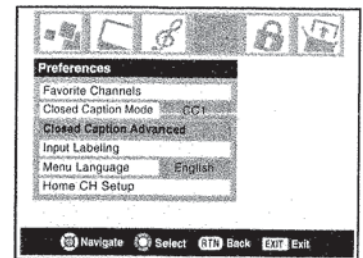 Preferences
Favorite Channels
Closed Caption Mode CC1
Closed Caption Advanced
Input Labeling
Menu Language English
Home CH Setup
Navigate Select RTN Back EXIT Exit